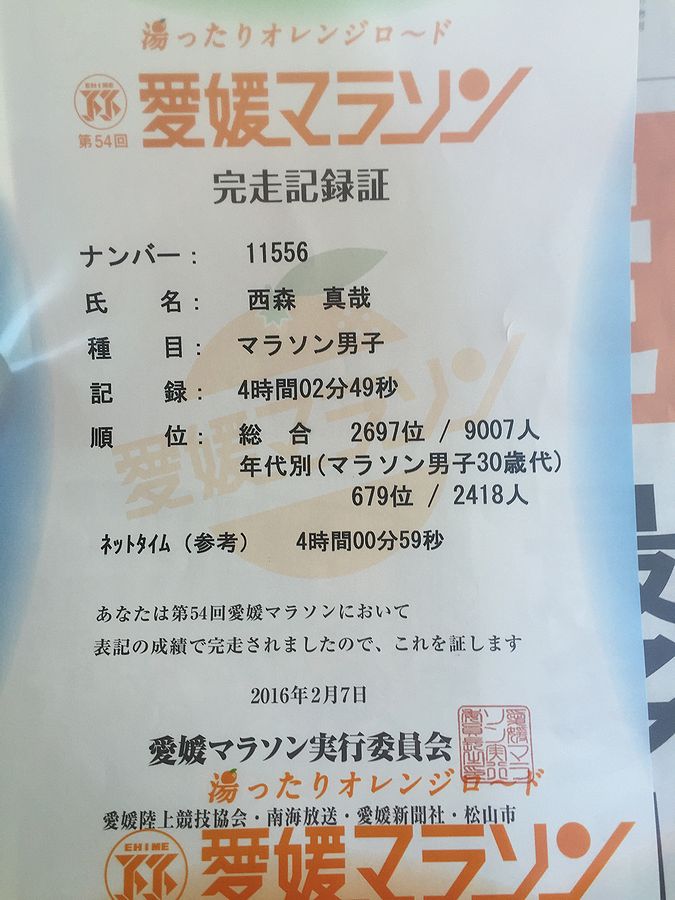 湯ったりオレンジロ〜ド
EHIME
第54回
愛媛マラソン
完走記録証
ナンバー： 11556
氏　　名： 西森　真哉
種　　目： マラソン男子
記　　録： 4時間02分49秒
順　　位： 総　合　2697位 / 9007人
年代別(マラソン男子30歳代)
679位 / 2418人
ﾈｯﾄﾀｲﾑ（参考）　4時間00分59秒
愛媛マラソン
あなたは第54回愛媛マラソンにおいて
表記の成績で完走されましたので、これを証します
2016年2月7日
愛媛マラソン実行委員会
湯ったりオレンジロ〜ド
愛媛陸上競技協会・南海放送・愛媛新聞社・松山市
EHIME
愛媛マラソン